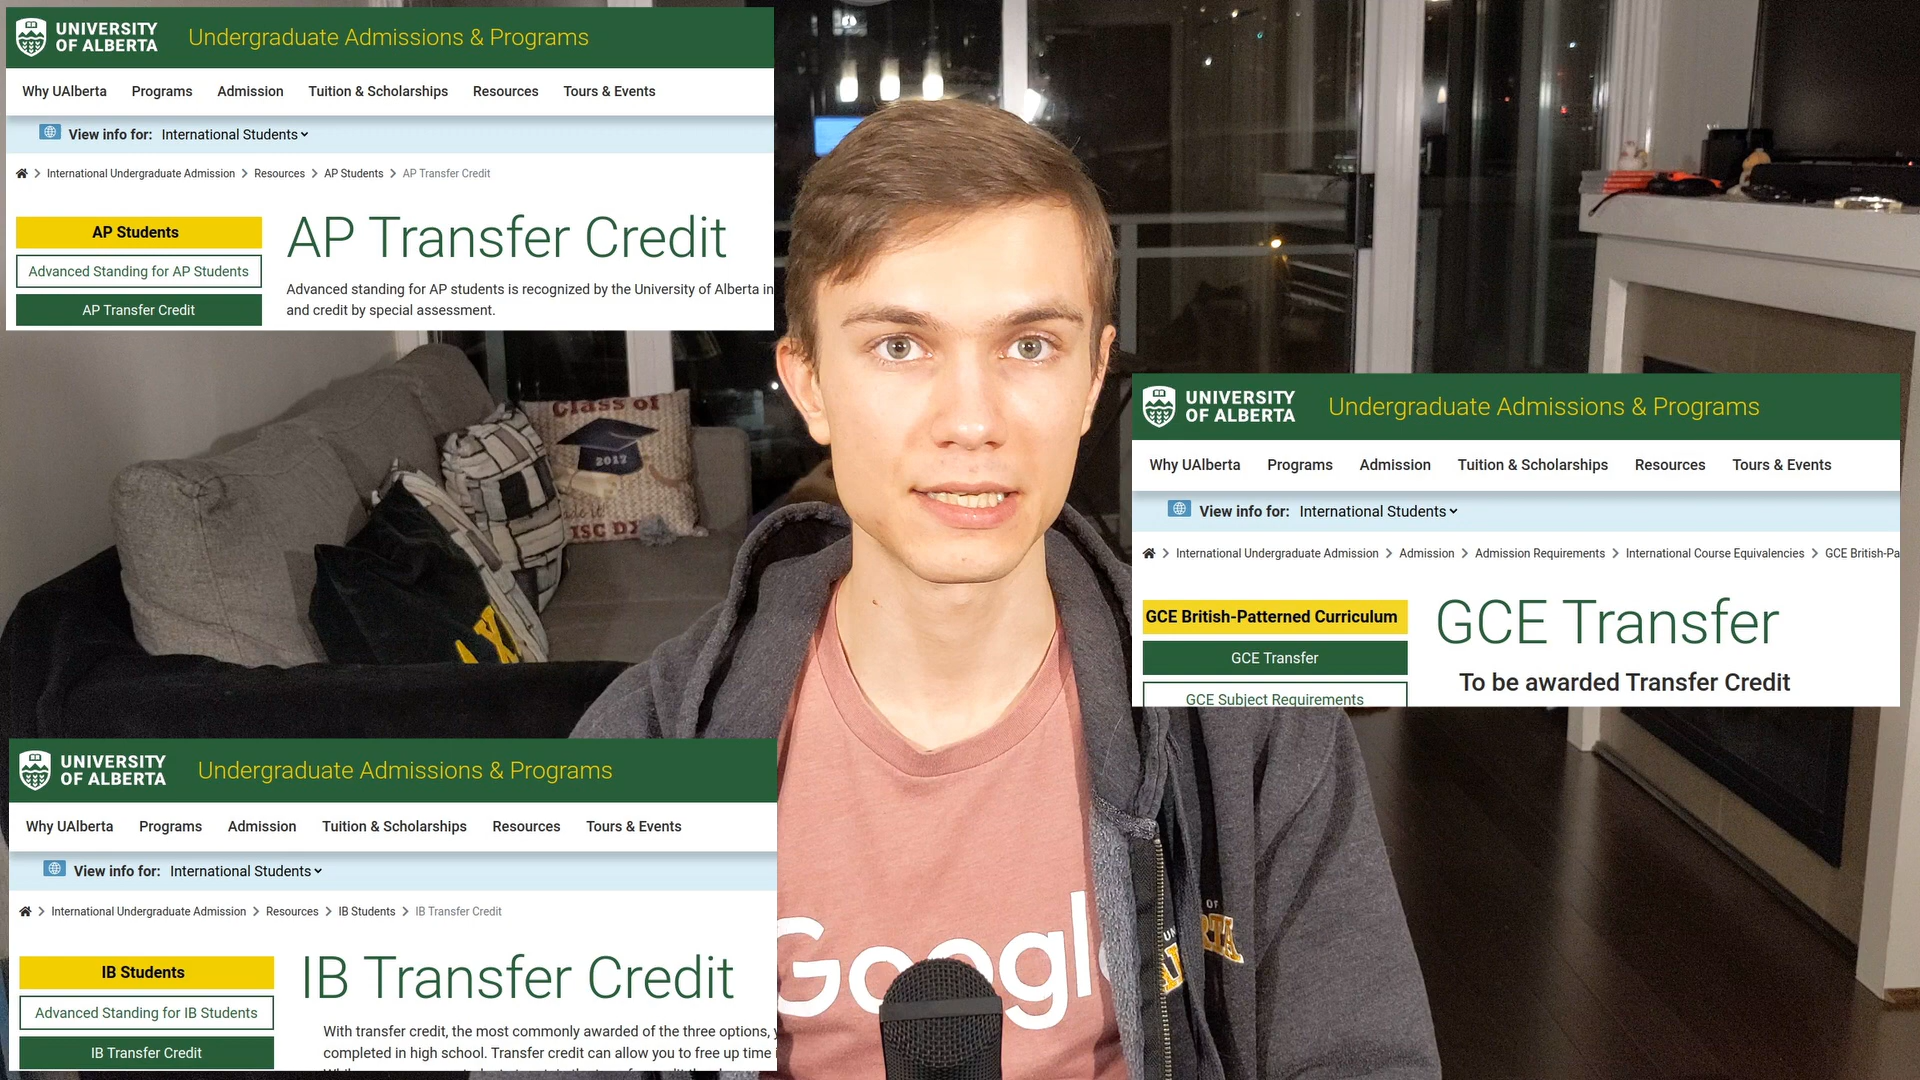 UNIVERSITY
OF ALBERTA
Undergraduate Admissions & Programs
Why UAlberta Programs Admission Tuition & Scholarships Resources Tours & Events
View info for: International Students
International Undergraduate Admission > Resources > AP Students > AP Transfer Credit
AP Students
Advanced Standing for AP Students
AP Transfer Credit
AP Transfer Credit
Advanced standing for AP students is recognized by the University of Alberta in
and credit by special assessment.
Class of
2017
ISC D
UNIVERSITY
OF ALBERTA
Undergraduate Admissions & Programs
Why UAlberta Programs Admission Tuition & Scholarships Resources Tours & Events
View info for: International Students
International Undergraduate Admission > Admission > Admission Requirements > International Course Equivalencies > GCE British-Pa
GCE British-Patterned Curriculum
GCE Transfer
GCE Subject Requirements
GCE Transfer
To be awarded Transfer Credit
UNIVERSITY
OF ALBERTA
Undergraduate Admissions & Programs
Why UAlberta Programs Admission Tuition & Scholarships Resources Tours & Events
View info for: International Students
International Undergraduate Admission > Resources > IB Students > IB Transfer Credit
IB Students
Advanced Standing for IB Students
IB Transfer Credit
IB Transfer Credit
With transfer credit, the most commonly awarded of the three options,
completed in high school. Transfer credit can allow you to free up time
Googl
UN
OF
RTA